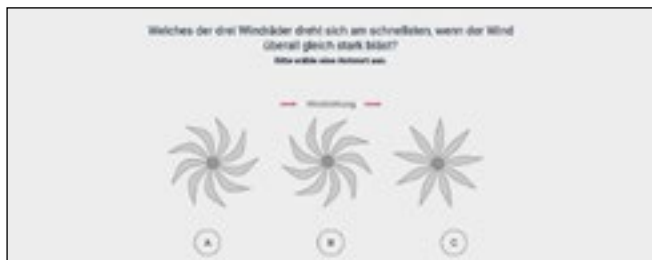 Welches der drei Windräder dreht sich am schnellsten, wenn der Wind
überall gleich stark bläst?
Bitte wähle eine Antwort aus.
Windrichtung
A B C